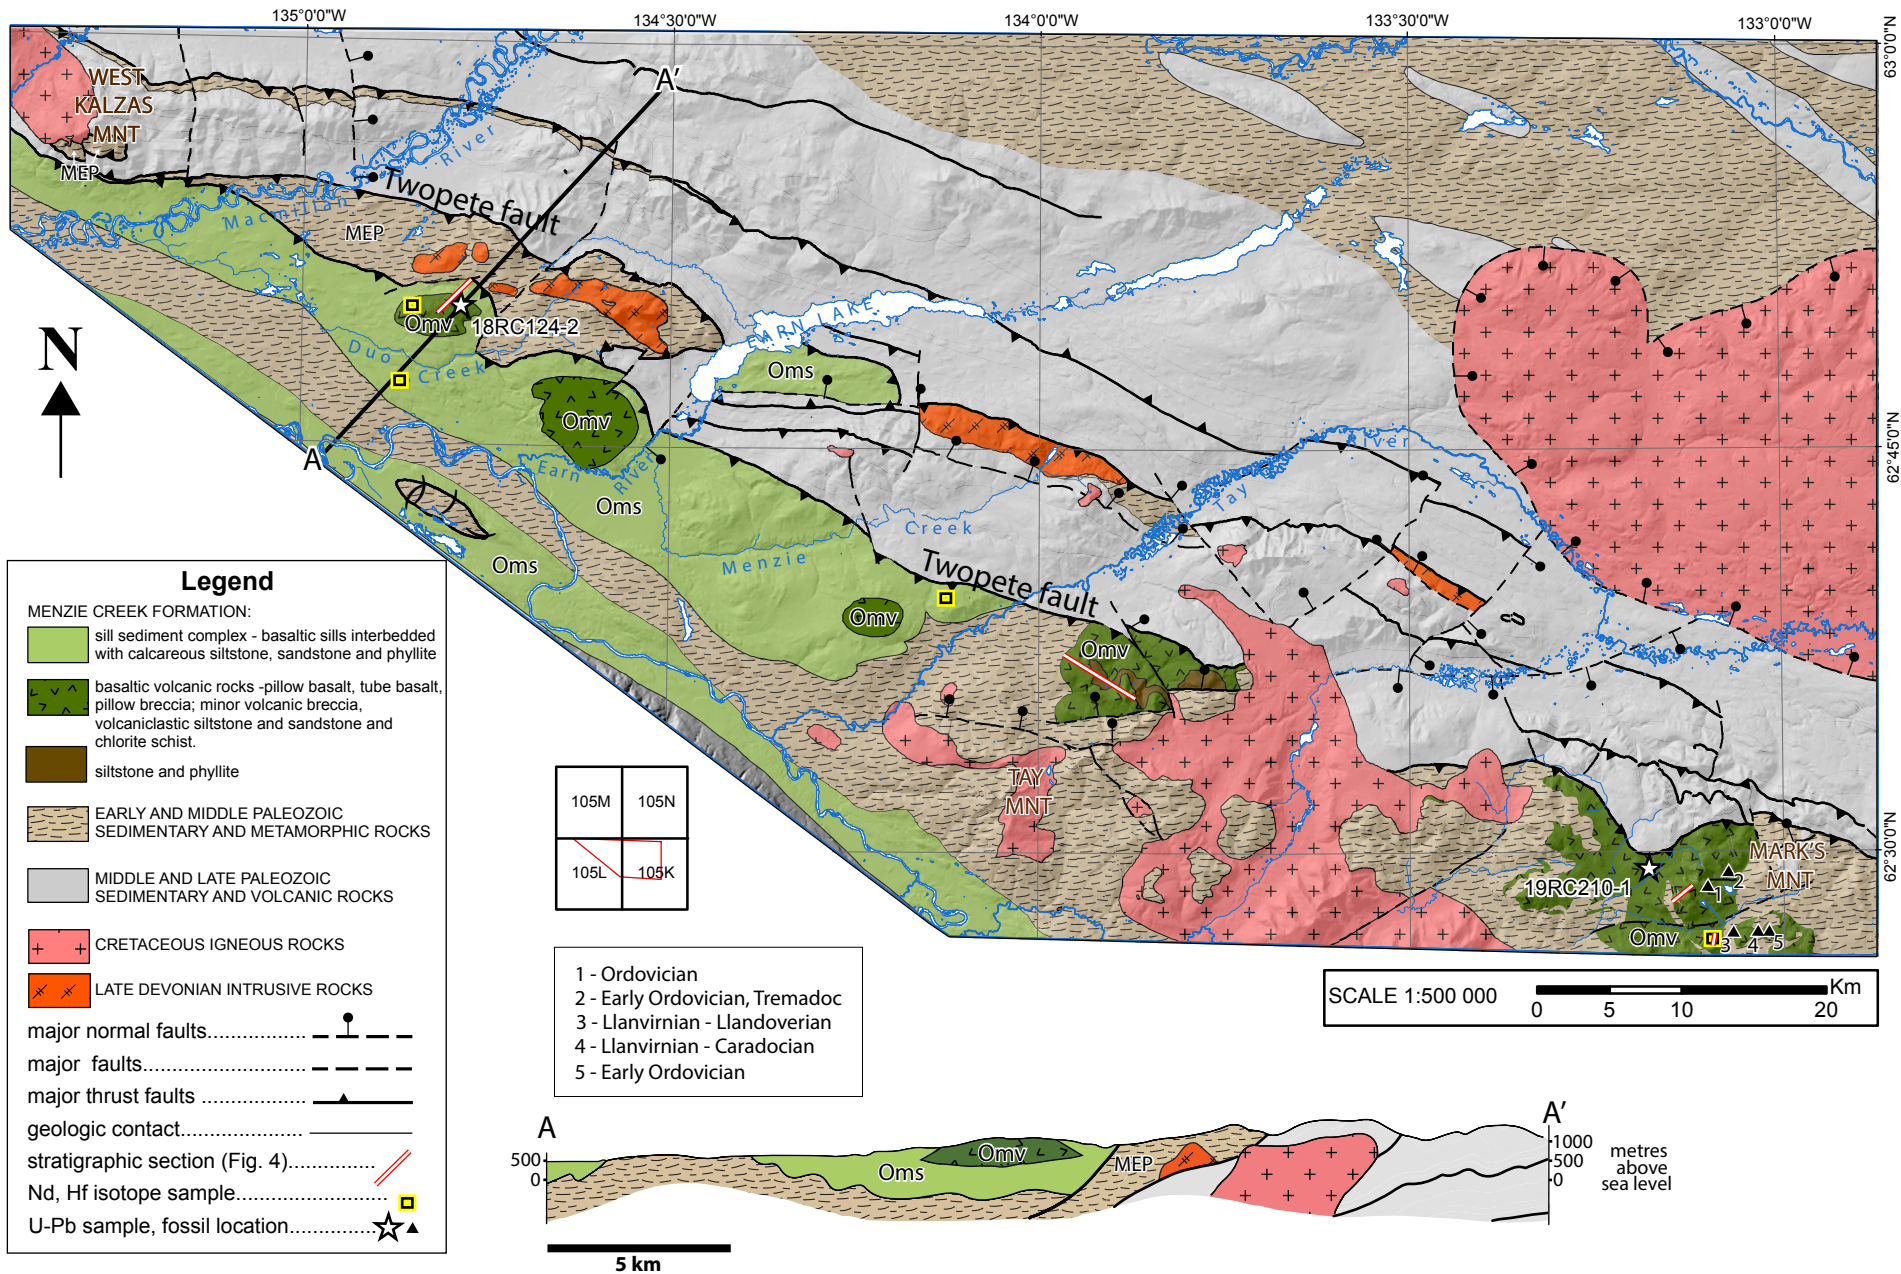 135°0'0"W
134°30'0"W
134°0'0"W
133°30'0"W
133°0'0"W
63°0'0"N
62°45'0"N
62°30'0"N
WEST
KALZAS
MNT
MEP
River
Macmillan
Twopete fault
MEP
A'
Omv
18RC124-2
Duo
Creek
EARN LAKE
Oms
Omv
A
Earn
River
Oms
Oms
Menzie
Creek
River
Tay
Twopete fault
Omv
Omv
TAY
MNT
MARK'S
MNT
19RC210-1
1
2
Omv
3
4
5
N
Legend
MENZIE CREEK FORMATION:
sill sediment complex - basaltic sills interbedded
with calcareous siltstone, sandstone and phyllite
basaltic volcanic rocks -pillow basalt, tube basalt,
pillow breccia; minor volcanic breccia,
volcaniclastic siltstone and sandstone and
chlorite schist.
siltstone and phyllite
EARLY AND MIDDLE PALEOZOIC
SEDIMENTARY AND METAMORPHIC ROCKS
MIDDLE AND LATE PALEOZOIC
SEDIMENTARY AND VOLCANIC ROCKS
CRETACEOUS IGNEOUS ROCKS
LATE DEVONIAN INTRUSIVE ROCKS
major normal faults
major faults
major thrust faults
geologic contact
stratigraphic section (Fig. 4)
Nd, Hf isotope sample
U-Pb sample, fossil location
105M
105N
105L
105K
1 - Ordovician
2 - Early Ordovician, Tremadoc
3 - Llanvirnian - Llandoverian
4 - Llanvirnian - Caradocian
5 - Early Ordovician
SCALE 1:500 000
Km
0 5 10 20
A
A'
500
0
Oms
Omv
MEP
1000
500
0
metres
above
sea level
5 km